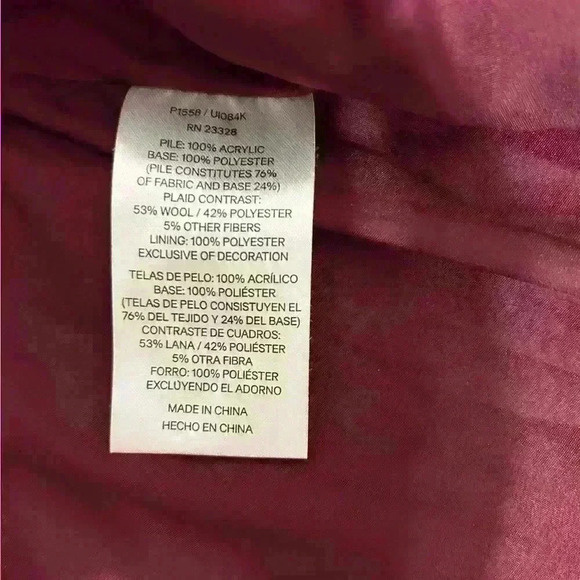 P1558 / UI084K
RN 23328
PILE: 100% ACRYLIC
BASE: 100% POLYESTER
(PILE CONSTITUTES 76%
OF FABRIC AND BASE 24%)
PLAID CONTRAST:
53% WOOL / 42% POLYESTER
5% OTHER FIBERS
LINING: 100% POLYESTER
EXCLUSIVE OF DECORATION
TELAS DE PELO: 100% ACRÍLICO
BASE: 100% POLIÉSTER
(TELAS DE PELO CONSISTUYEN EL
76% DEL TEJIDO Y 24% DEL BASE)
CONTRASTE DE CUADROS:
53% LANA / 42% POLIÉSTER
5% OTRA FIBRA
FORRO: 100% POLIÉSTER
EXCLUYENDO EL ADORNO
MADE IN CHINA
HECHO EN CHINA